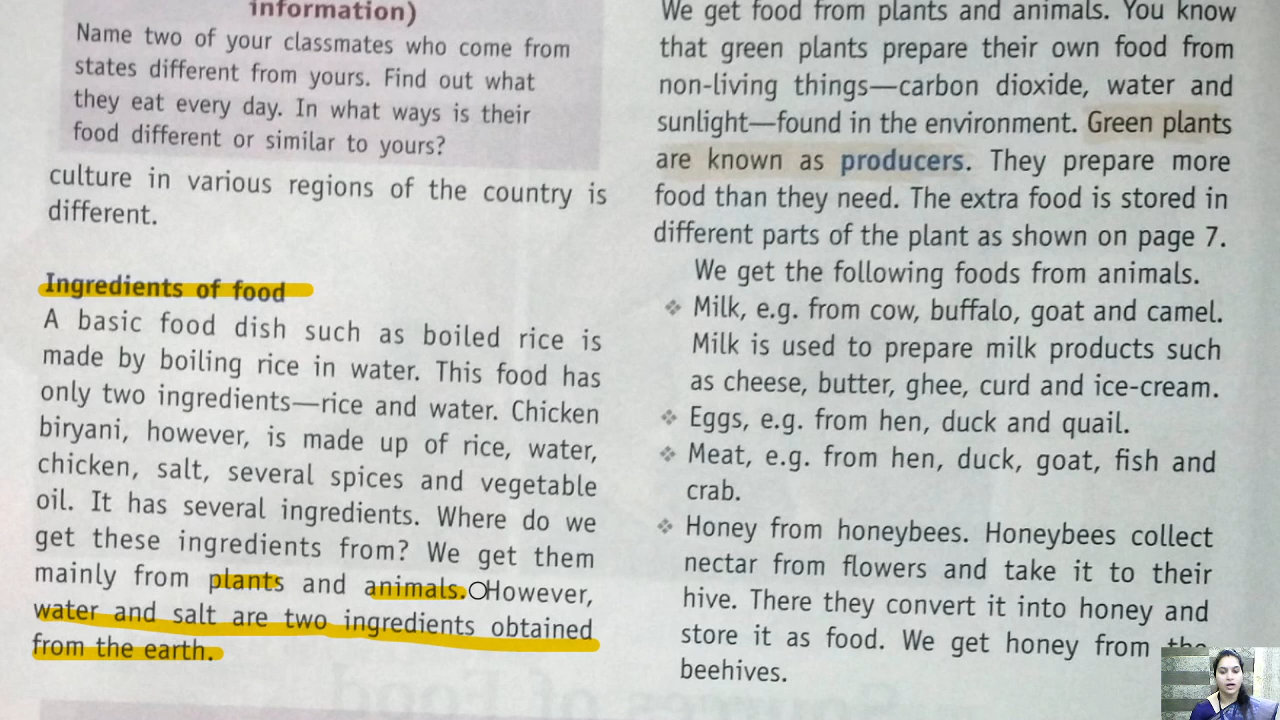 information)
Name two of your classmates who come from
states different from yours. Find out what
they eat every day. In what ways is their
food different or similar to yours?
culture in various regions of the country is
different.
Ingredients of food
A basic food dish such as boiled rice is
made by boiling rice in water. This food has
only two ingredients—rice and water. Chicken
biryani, however, is made up of rice, water,
chicken, salt, several spices and vegetable
oil. It has several ingredients. Where do we
get these ingredients from? We get them
mainly from plants and animals. However,
water and salt are two ingredients obtained
from the earth.
We get food from plants and animals. You know
that green plants prepare their own food from
non-living things—carbon dioxide, water and
sunlight—found in the environment. Green plants
are known as producers. They prepare more
food than they need. The extra food is stored in
different parts of the plant as shown on page 7.
We get the following foods from animals.
❖ Milk, e.g. from cow, buffalo, goat and camel.
Milk is used to prepare milk products such
as cheese, butter, ghee, curd and ice-cream.
❖ Eggs, e.g. from hen, duck and quail.
❖ Meat, e.g. from hen, duck, goat, fish and
crab.
❖ Honey from honeybees. Honeybees collect
nectar from flowers and take it to their
hive. There they convert it into honey and
store it as food. We get honey from the
beehives.